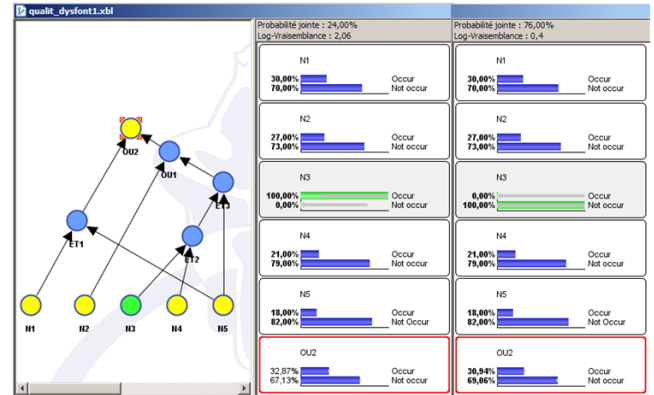 qualit_dysfont1.xbl
OU2
OU1
ET3
ET1
ET2
N1
N2
N3
N4
N5
Probabilité jointe : 24,00%
Log-Vraisemblance : 2,06
N1
30,00% Occur
70,00% Not occur
N2
27,00% Occur
73,00% Not occur
N3
100,00% Occur
0,00% Not occur
N4
21,00% Occur
79,00% Not occur
N5
18,00% Occur
82,00% Not Occur
OU2
32,87% Occur
67,13% Not occur
Probabilité jointe : 76,00%
Log-Vraisemblance : 0,4
N1
30,00% Occur
70,00% Not occur
N2
27,00% Occur
73,00% Not occur
N3
0,00% Occur
100,00% Not occur
N4
21,00% Occur
79,00% Not occur
N5
18,00% Occur
82,00% Not Occur
OU2
30,94% Occur
69,06% Not occur